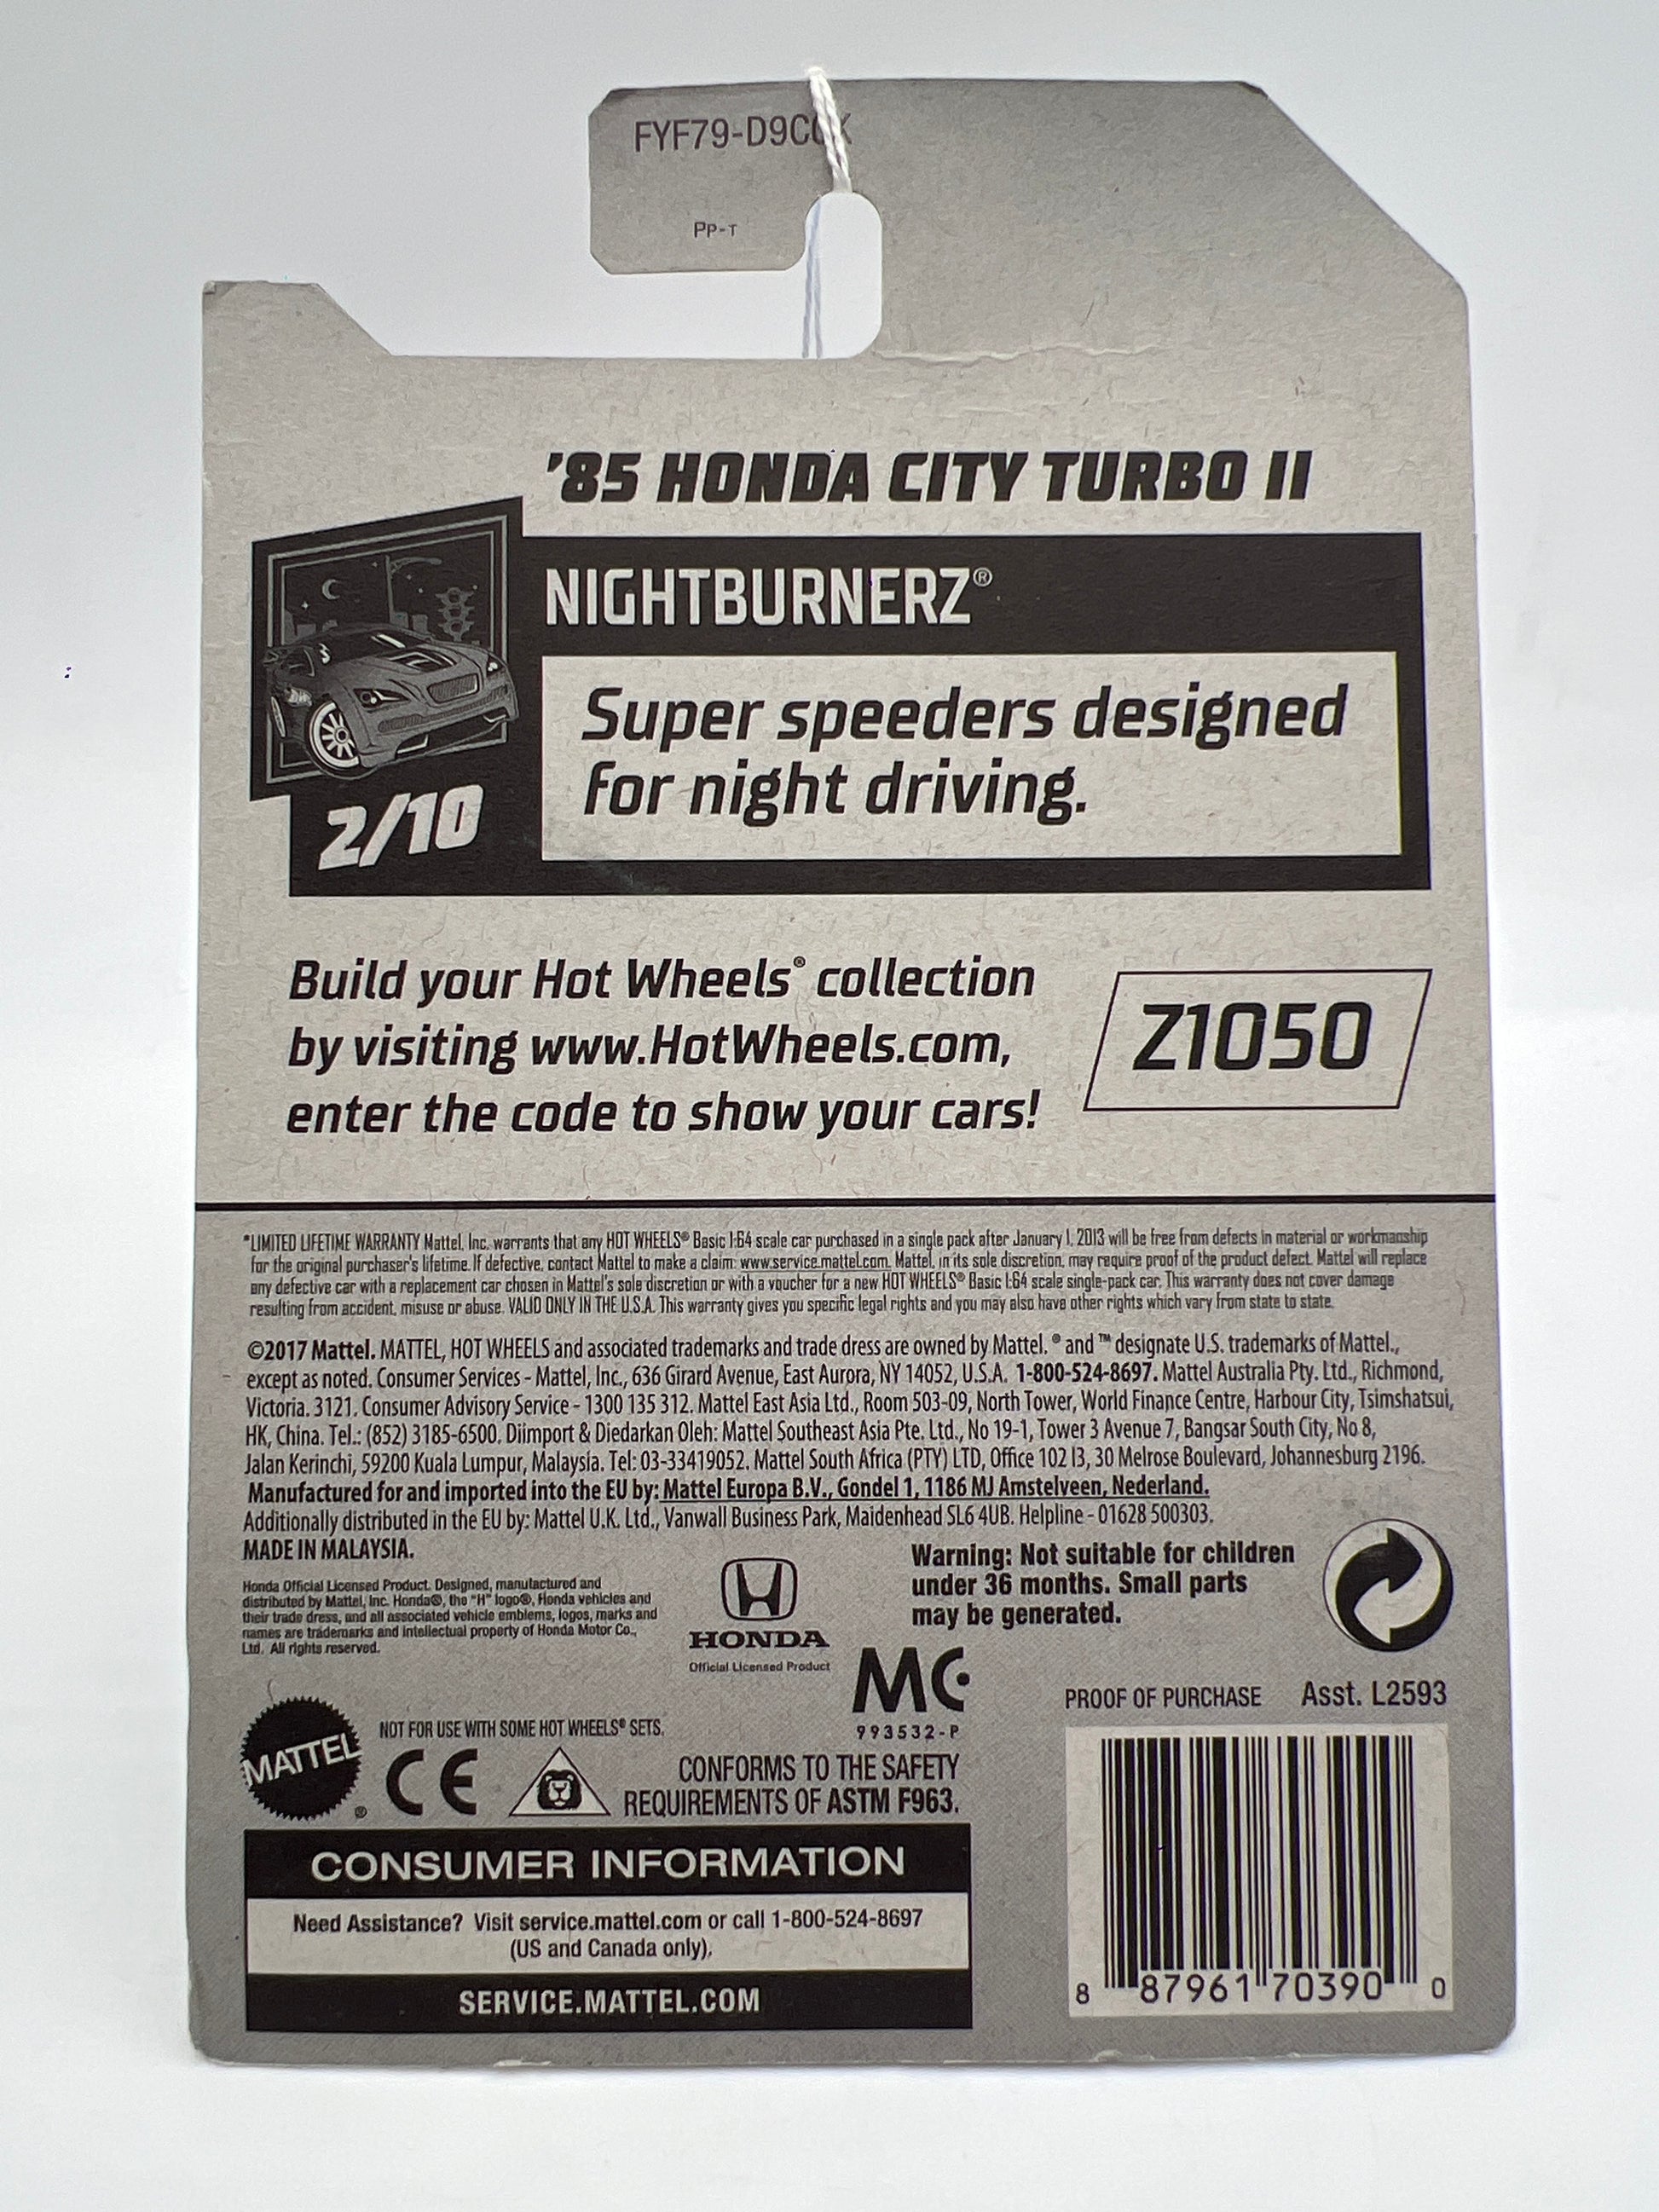 FYF79-D9C
Pp-T
'85 HONDA CITY TURBO II
NIGHTBURNERZ®
Super speeders designed
for night driving.
2/10
Build your Hot Wheels® collection
by visiting www.HotWheels.com,
enter the code to show your cars!
Z1050
*LIMITED LIFETIME WARRANTY Mattel, Inc. warrants that any HOT WHEELS® Basic 1:64 scale car purchased in a single pack after January 1, 2013 will be free from defects in material or workmanship
for the original purchaser's lifetime. If defective, contact Mattel to make a claim: www.service.mattel.com. Mattel, in its sole discretion, may require proof of the product defect. Mattel will replace
any defective car with a replacement car chosen in Mattel's sole discretion or with a voucher for a new HOT WHEELS® Basic 1:64 scale single-pack car. This warranty does not cover damage
resulting from accident, misuse or abuse. VALID ONLY IN THE U.S.A. This warranty gives you specific legal rights and you may also have other rights which vary from state to state.
©2017 Mattel. MATTEL, HOT WHEELS and associated trademarks and trade dress are owned by Mattel. ® and ™ designate U.S. trademarks of Mattel.,
except as noted. Consumer Services - Mattel, Inc., 636 Girard Avenue, East Aurora, NY 14052, U.S.A. 1-800-524-8697. Mattel Australia Pty. Ltd., Richmond,
Victoria. 3121. Consumer Advisory Service - 1300 135 312. Mattel East Asia Ltd., Room 503-09, North Tower, World Finance Centre, Harbour City, Tsimshatsui,
HK, China. Tel.: (852) 3185-6500. Diimport & Diedarkan Oleh: Mattel Southeast Asia Pte. Ltd., No 19-1, Tower 3 Avenue 7, Bangsar South City, No 8,
Jalan Kerinchi, 59200 Kuala Lumpur, Malaysia. Tel: 03-33419052. Mattel South Africa (PTY) LTD, Office 102 I3, 30 Melrose Boulevard, Johannesburg 2196.
Manufactured for and imported into the EU by: Mattel Europa B.V., Gondel 1, 1186 MJ Amstelveen, Nederland.
Additionally distributed in the EU by: Mattel U.K. Ltd., Vanwall Business Park, Maidenhead SL6 4UB. Helpline - 01628 500303.
MADE IN MALAYSIA.
Honda Official Licensed Product. Designed, manufactured and
distributed by Mattel, Inc. Honda®, the "H" logo®, Honda vehicles and
their trade dress, and all associated vehicle emblems, logos, marks and
names are trademarks and intellectual property of Honda Motor Co.,
Ltd. All rights reserved.
HONDA
Official Licensed Product
Warning: Not suitable for children
under 36 months. Small parts
may be generated.
MC
993532-P
PROOF OF PURCHASE Asst. L2593
MATTEL®
NOT FOR USE WITH SOME HOT WHEELS® SETS.
CE
CONFORMS TO THE SAFETY
REQUIREMENTS OF ASTM F963.
CONSUMER INFORMATION
Need Assistance? Visit service.mattel.com or call 1-800-524-8697
(US and Canada only).
SERVICE.MATTEL.COM
8 87961 70390 0